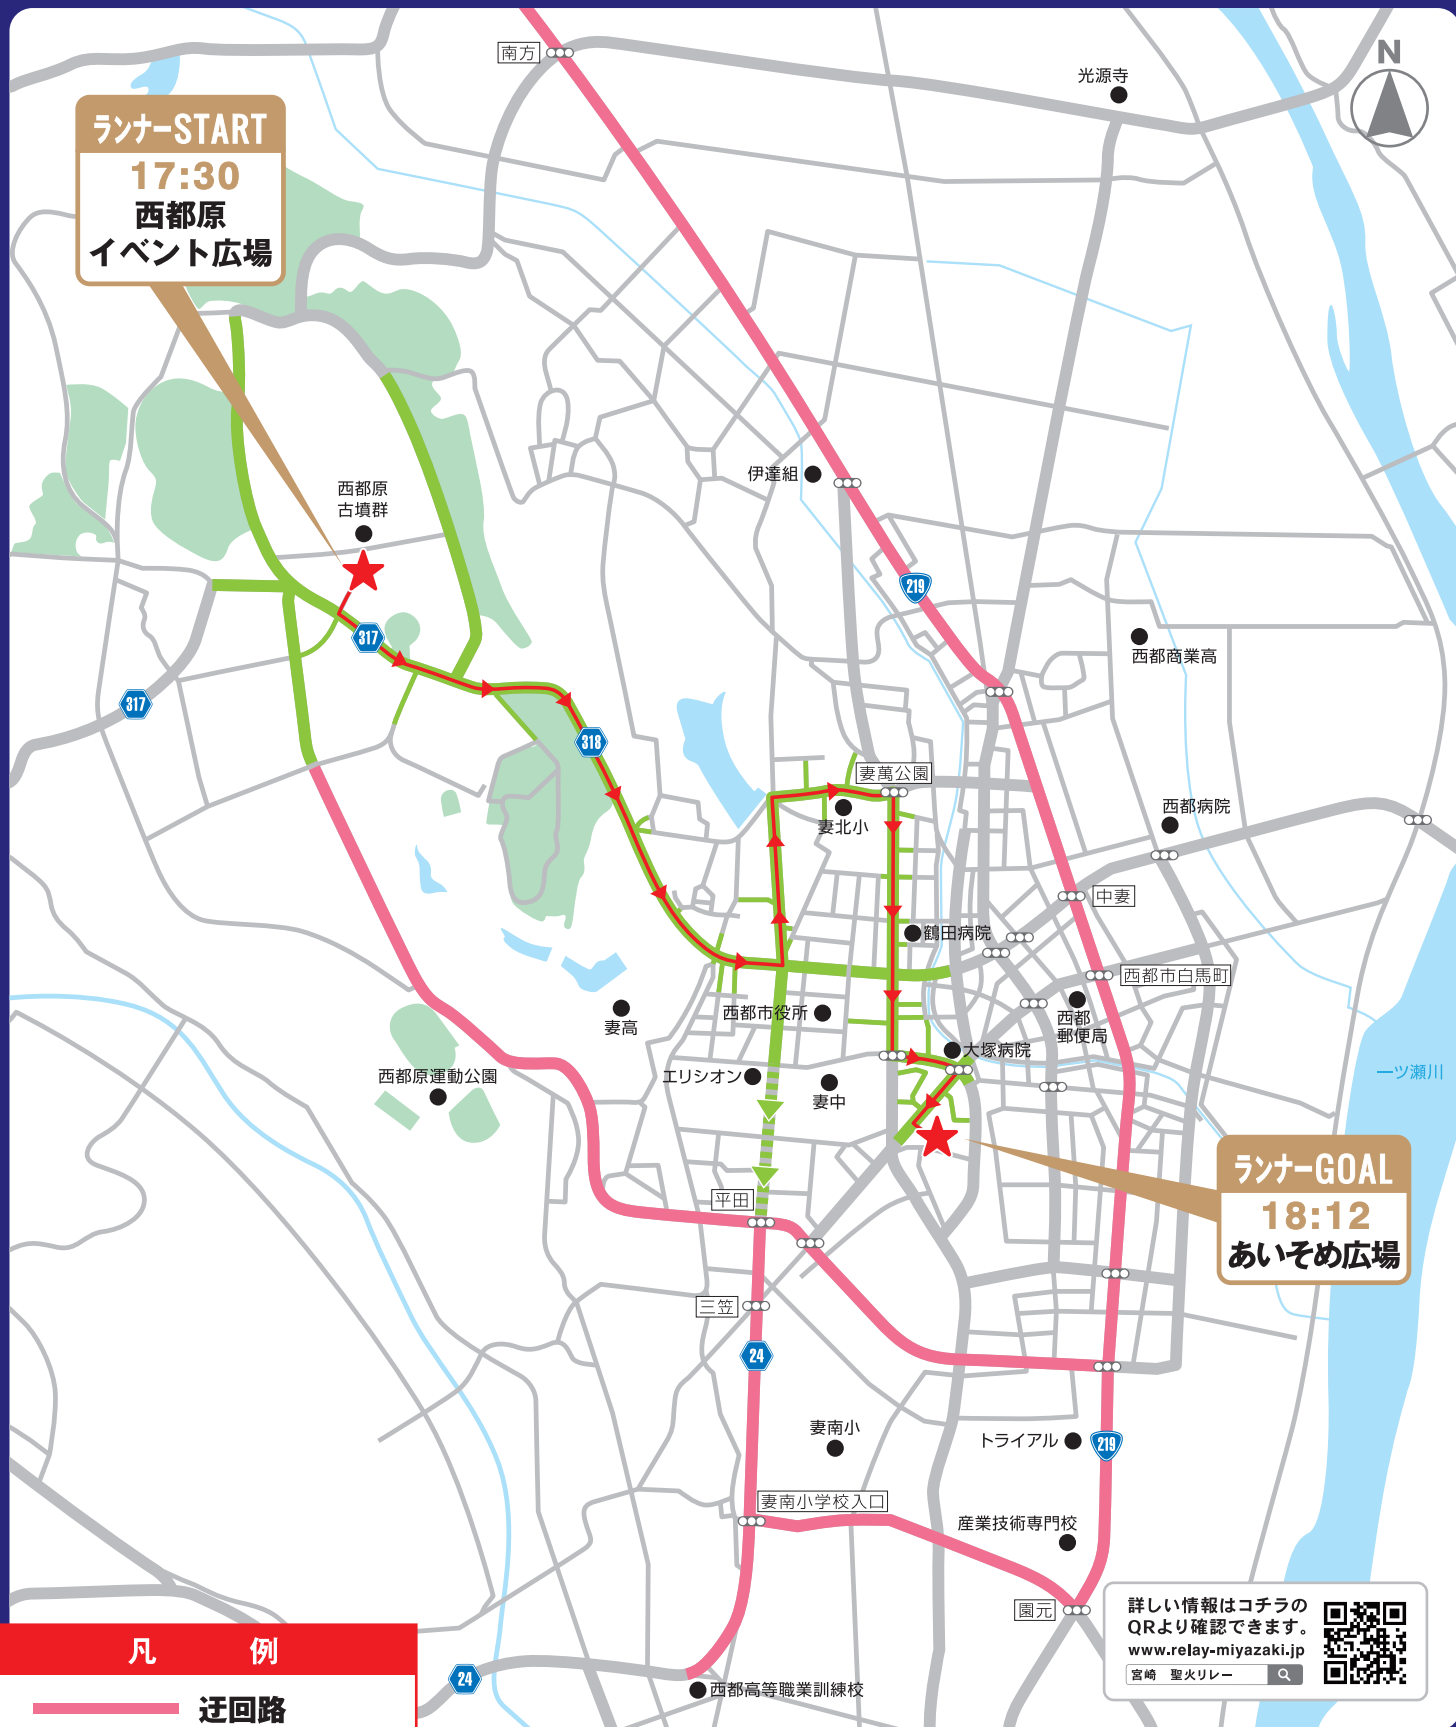 南方
光源寺
N
ランナーSTART
17:30
西都原
イベント広場
西都原
古墳群
伊達組
219
西都商業高
317
317
318
妻萬公園
妻北小
西都病院
中妻
鶴田病院
西都市白馬町
西都市役所
西都
郵便局
妻高
大塚病院
エリシオン
妻中
一ツ瀬川
西都原運動公園
ランナーGOAL
18:12
あいそめ広場
平田
三笠
24
妻南小
トライアル
219
妻南小学校入口
産業技術専門校
園元
詳しい情報はコチラの
QRより確認できます。
www.relay-miyazaki.jp
宮崎 聖火リレー
凡 例
24
西都高等職業訓練校
迂回路